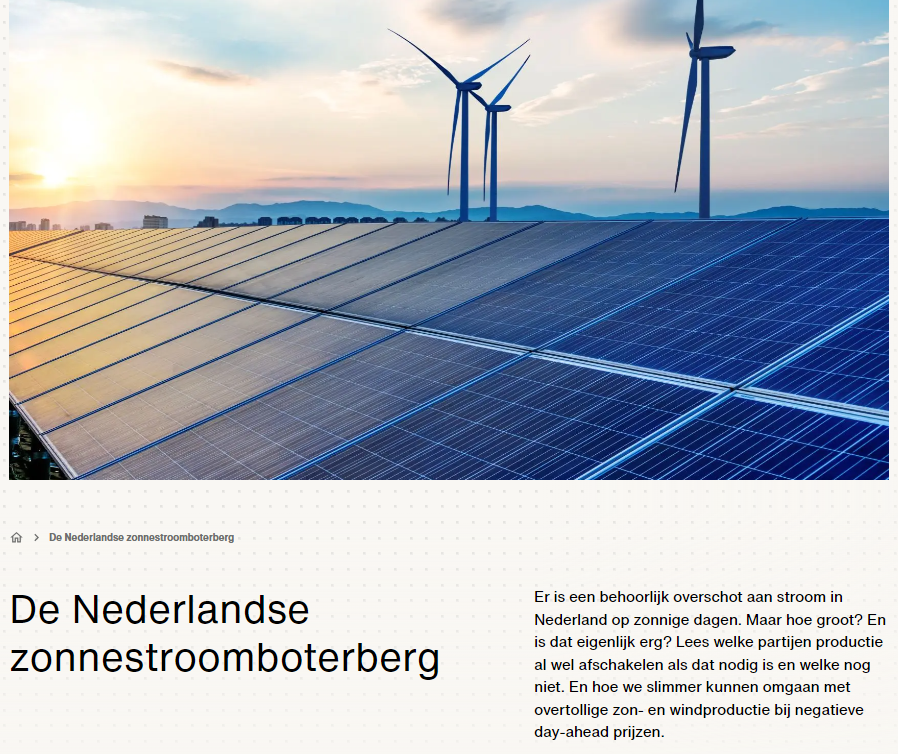 De Nederlandse zonnestroomboterberg
De Nederlandse
zonnestroomboterberg
Er is een behoorlijk overschot aan stroom in
Nederland op zonnige dagen. Maar hoe groot? En
is dat eigenlijk erg? Lees welke partijen productie
al wel afschakelen als dat nodig is en welke nog
niet. En hoe we slimmer kunnen omgaan met
overtollige zon- en windproductie bij negatieve
day-ahead prijzen.